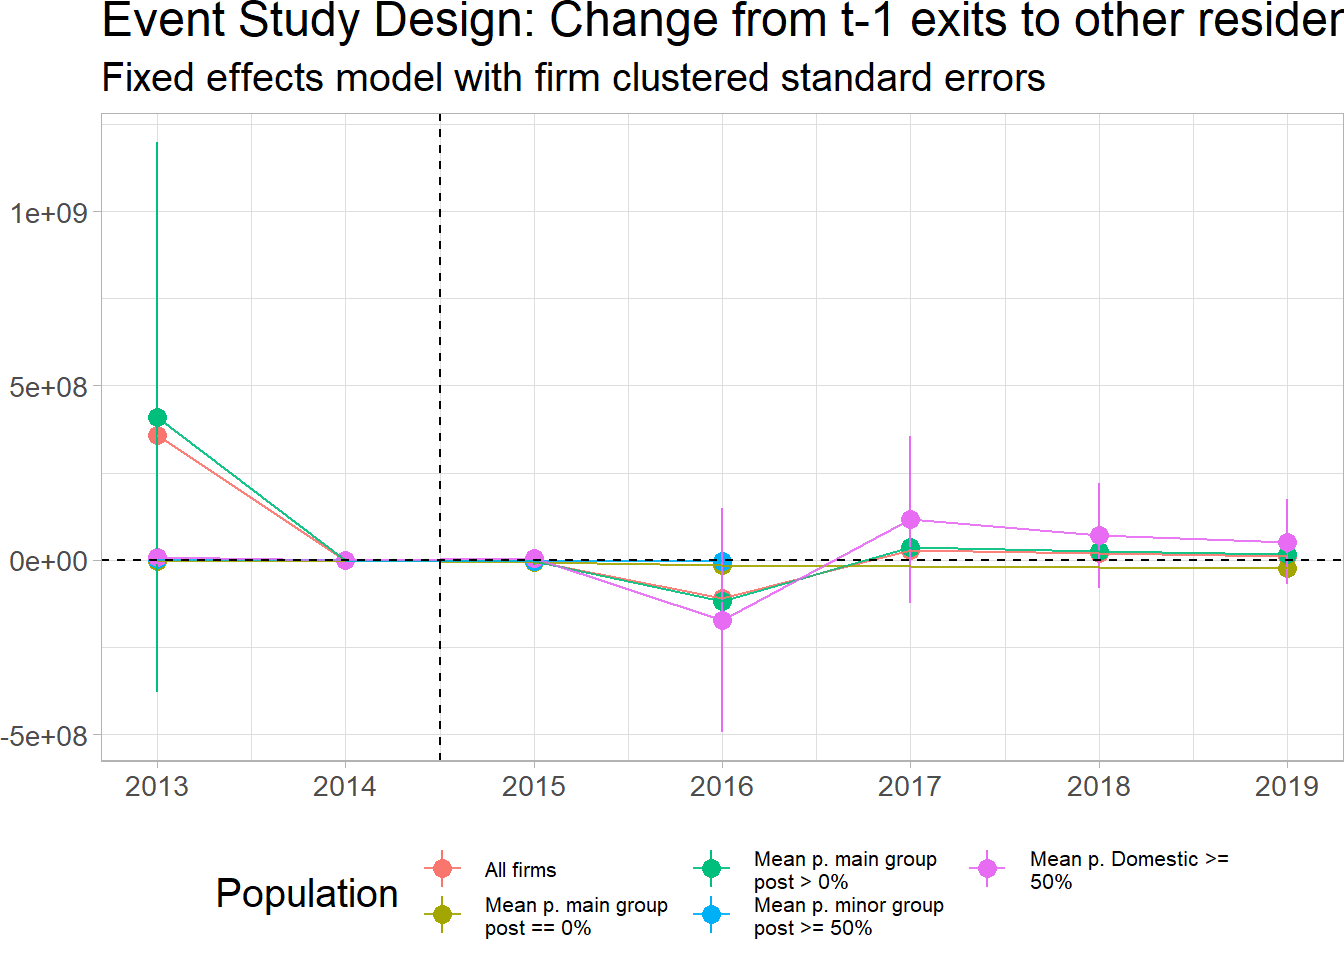 Event Study Design: Change from t-1 exits to other
Fixed effects model with firm clustered standard errors
1e+09
5e+08
0e+00
-5e+08
2013 2014 2015 2016 2017 2018 2019
Population
All firms
Mean p. main group
post == 0%
Mean p. main group
post > 0%
Mean p. minor group
post >= 50%
Mean p. Domestic >=
50%